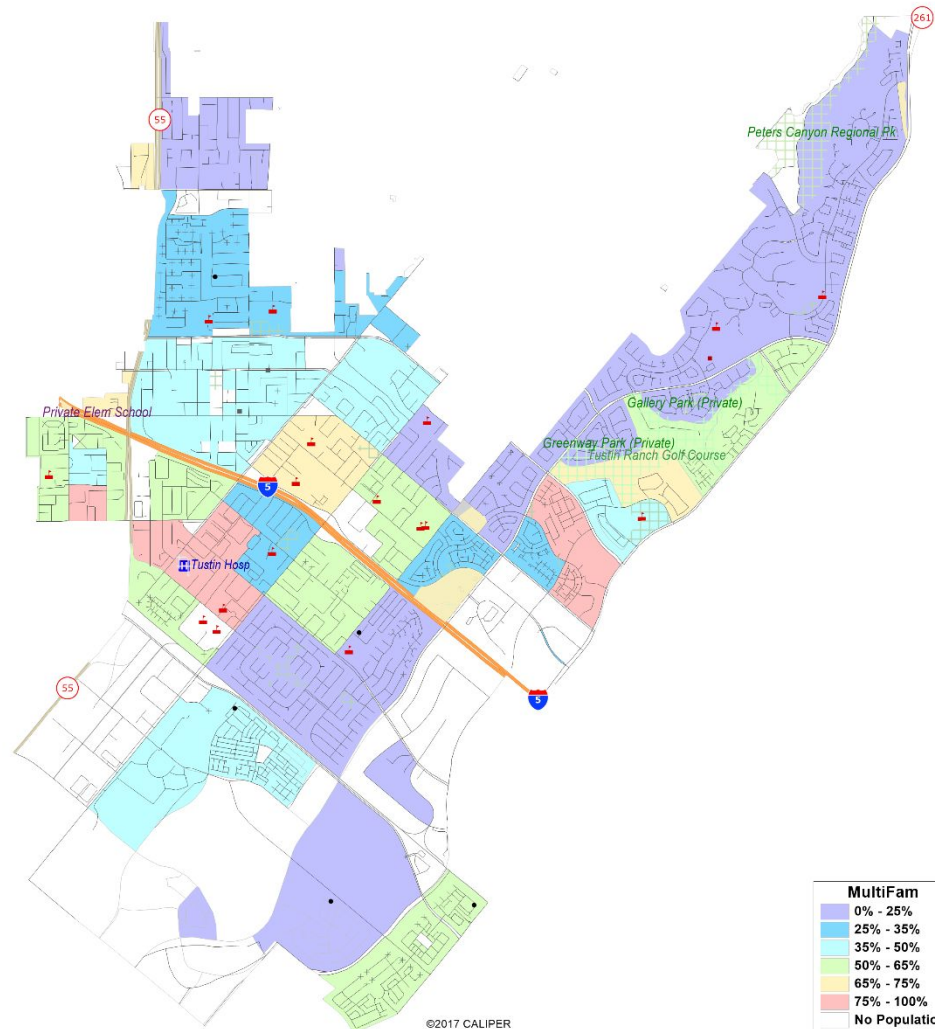 261
55
Peters Canyon Regional Pk
Gallery Park (Private)
Private Elem School
Greenway Park (Private)
Tustin Ranch Golf Course
5
H Tustin Hosp
55
5
MultiFam
0% - 25%
25% - 35%
35% - 50%
50% - 65%
65% - 75%
75% - 100%
No Populatio
©2017 CALIPER